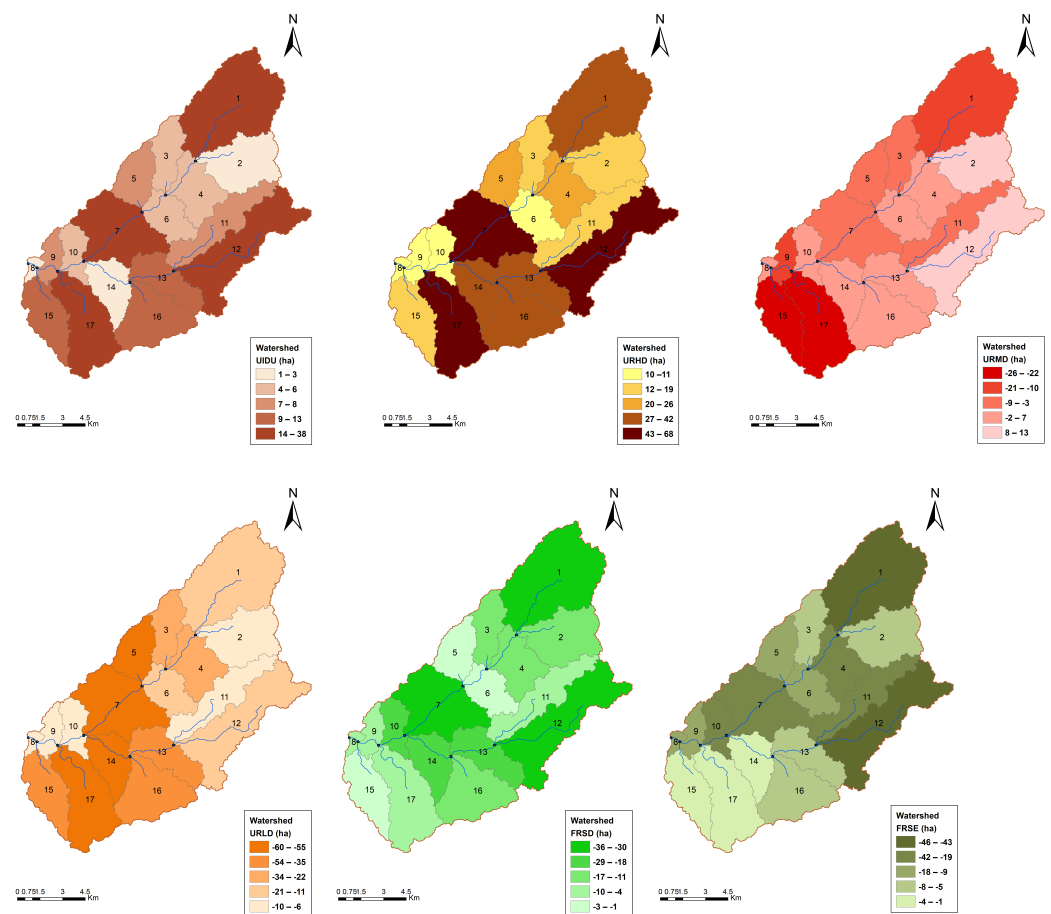 N
1
2
3
4
5
6
7
8
9
10
11
12
13
14
15
16
17
Watershed
UIDU (ha)
1 – 3
4 – 6
7 – 8
9 – 13
14 – 38
0 0.751.5 3 4.5
Km
N
1
2
3
4
5
6
7
8
9
10
11
12
13
14
15
16
17
Watershed
URHD (ha)
10 –11
12 – 19
20 – 26
27 – 42
43 – 68
0 0.751.5 3 4.5
Km
N
1
2
3
4
5
6
7
8
9
10
11
12
13
14
15
16
17
Watershed
URMD (ha)
-26 – -22
-21 – -10
-9 – -3
-2 – 7
8 – 13
0 0.751.5 3 4.5
Km
N
1
2
3
4
5
6
7
8
9
10
11
12
13
14
15
16
17
Watershed
URLD (ha)
-60 – -55
-54 – -35
-34 – -22
-21 – -11
-10 – -6
0 0.751.5 3 4.5
Km
N
1
2
3
4
5
6
7
8
9
10
11
12
13
14
15
16
17
Watershed
FRSD (ha)
-36 – -30
-29 – -18
-17 – -11
-10 – -4
-3 – -1
0 0.751.5 3 4.5
Km
N
1
2
3
4
5
6
7
8
9
10
11
12
13
14
15
16
17
Watershed
FRSE (ha)
-46 – -43
-42 – -19
-18 – -9
-8 – -5
-4 – -1
0 0.751.5 3 4.5
Km